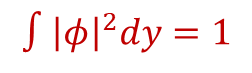 ∫ |ϕ|²dy = 1